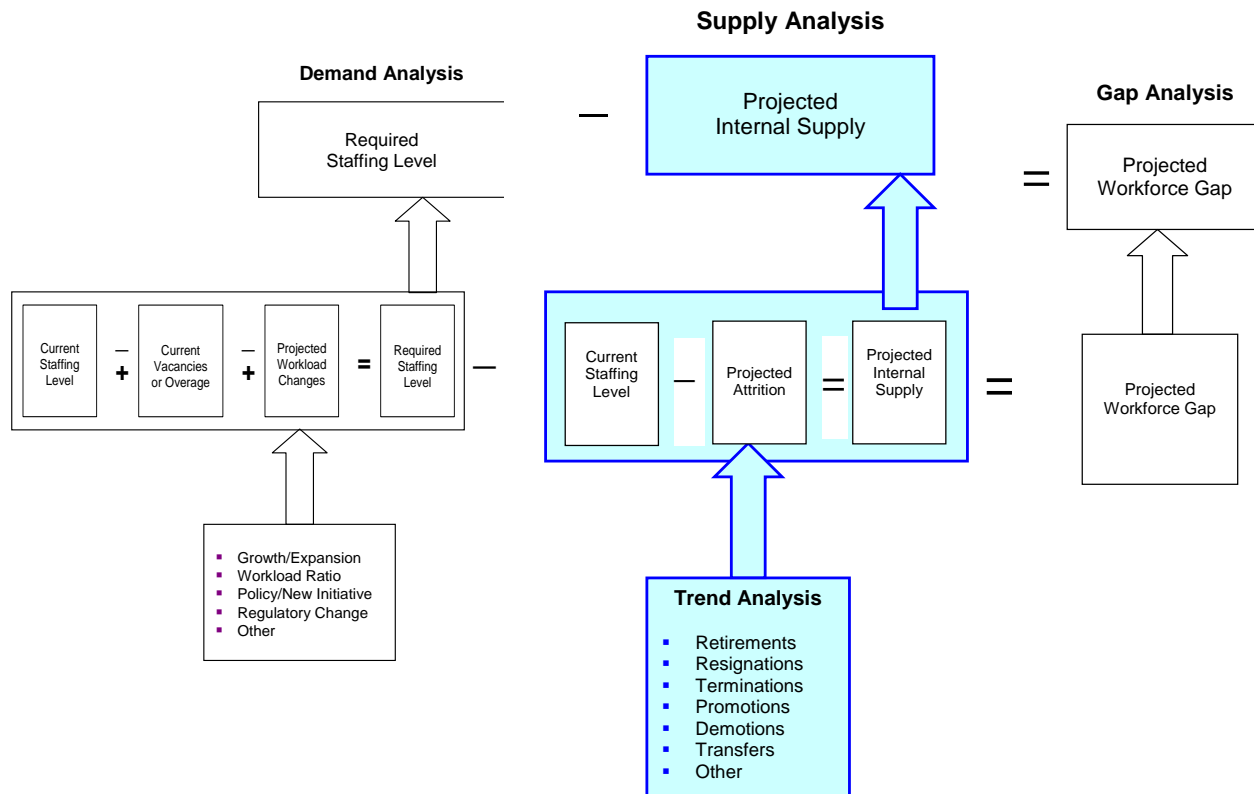 Supply Analysis
Demand Analysis
Gap Analysis
Required
Staffing Level
–
Projected
Internal Supply
=
Projected
Workforce Gap
Current
Staffing
Level
–
+
Current
Vacancies
or Overage
–
+
Projected
Workload
Changes
=
Required
Staffing
Level
–
Current
Staffing
Level
–
Projected
Attrition
=
Projected
Internal
Supply
=
Projected
Workforce Gap
▪ Growth/Expansion
▪ Workload Ratio
▪ Policy/New Initiative
▪ Regulatory Change
▪ Other
Trend Analysis
▪ Retirements
▪ Resignations
▪ Terminations
▪ Promotions
▪ Demotions
▪ Transfers
▪ Other